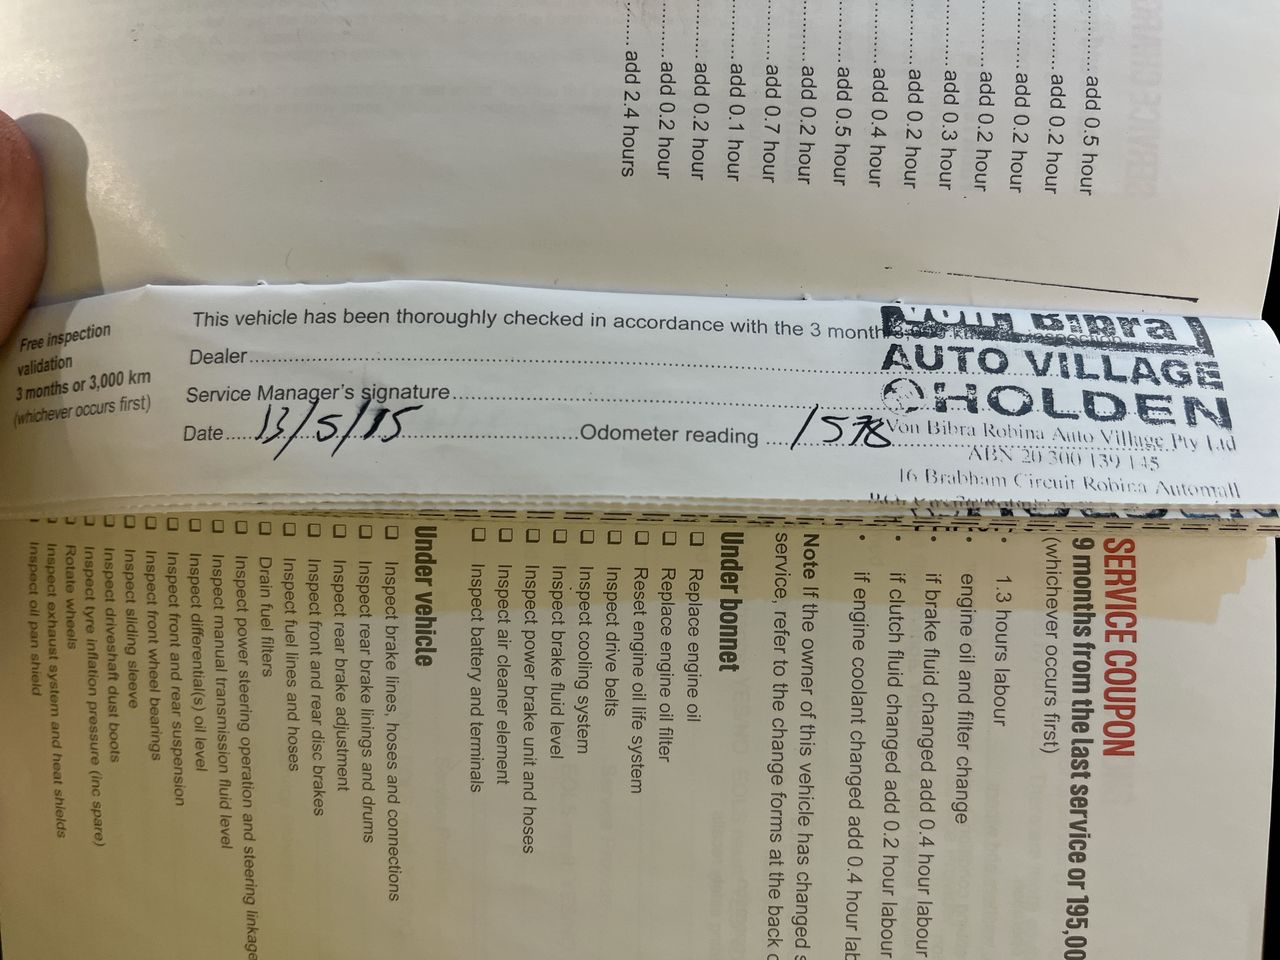 add 0.5 hour
add 0.2 hour
add 0.2 hour
add 0.2 hour
add 0.3 hour
add 0.2 hour
add 0.4 hour
add 0.5 hour
add 0.2 hour
add 0.7 hour
add 0.1 hour
add 0.2 hour
add 0.2 hour
add 2.4 hours
Free inspection
validation
3 months or 3,000 km
(whichever occurs first)
This vehicle has been thoroughly checked in accordance with the 3 month
Dealer
Service Manager's signature
Date 13/5/15 Odometer reading 1578
Von Bibra
AUTO VILLAGE
HOLDEN
Von Bibra Robina Auto Village Pty Ltd
ABN 20 300 139 145
16 Brabham Circuit Robina Automall
SERVICE COUPON
9 months from the last service or 195,00
(whichever occurs first)
• 1.3 hours labour
• engine oil and filter change
• if brake fluid changed add 0.4 hour labour
• if clutch fluid changed add 0.2 hour labour
• if engine coolant changed add 0.4 hour lab
Note If the owner of this vehicle has changed s
service, refer to the change forms at the back o
Under bonnet
Replace engine oil
Replace engine oil filter
Reset engine oil life system
Inspect drive belts
Inspect cooling system
Inspect brake fluid level
Inspect power brake unit and hoses
Inspect air cleaner element
Inspect battery and terminals
Under vehicle
Inspect brake lines, hoses and connections
Inspect rear brake linings and drums
Inspect rear brake adjustment
Inspect front and rear disc brakes
Inspect fuel lines and hoses
Drain fuel filters
Inspect power steering operation and steering linkage
Inspect manual transmission fluid level
Inspect differential(s) oil level
Inspect front and rear suspension
Inspect front wheel bearings
Inspect sliding sleeve
Inspect driveshaft dust boots
Inspect tyre inflation pressure (inc spare)
Rotate wheels
Inspect exhaust system and heat shields
Inspect oil pan shield